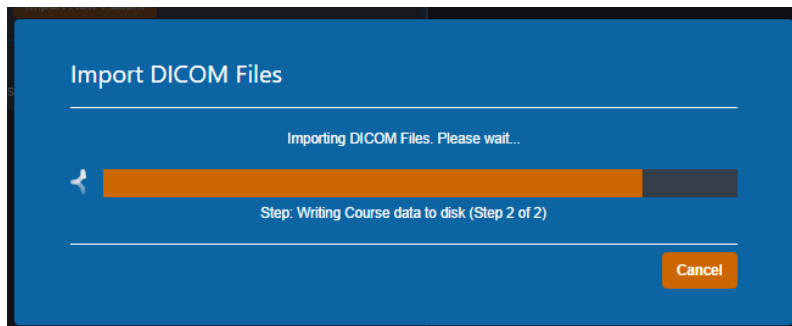 Import DICOM Files
Importing DICOM Files. Please wait...
Step: Writing Course data to disk (Step 2 of 2)
Cancel